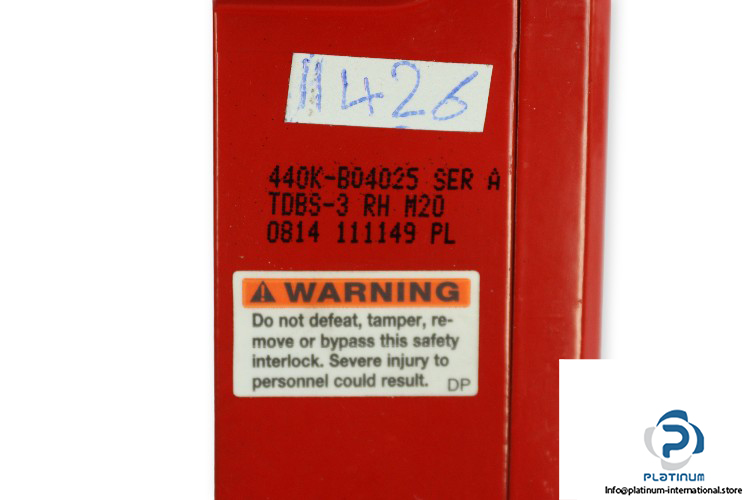 11426
440K-B04025 SER A
TDBS-3 RH M20
0814 111149 PL
WARNING
Do not defeat, tamper, re-
move or bypass this safety
interlock. Severe injury to
personnel could result. DP
PLATINUM
Info@platinum-international.store